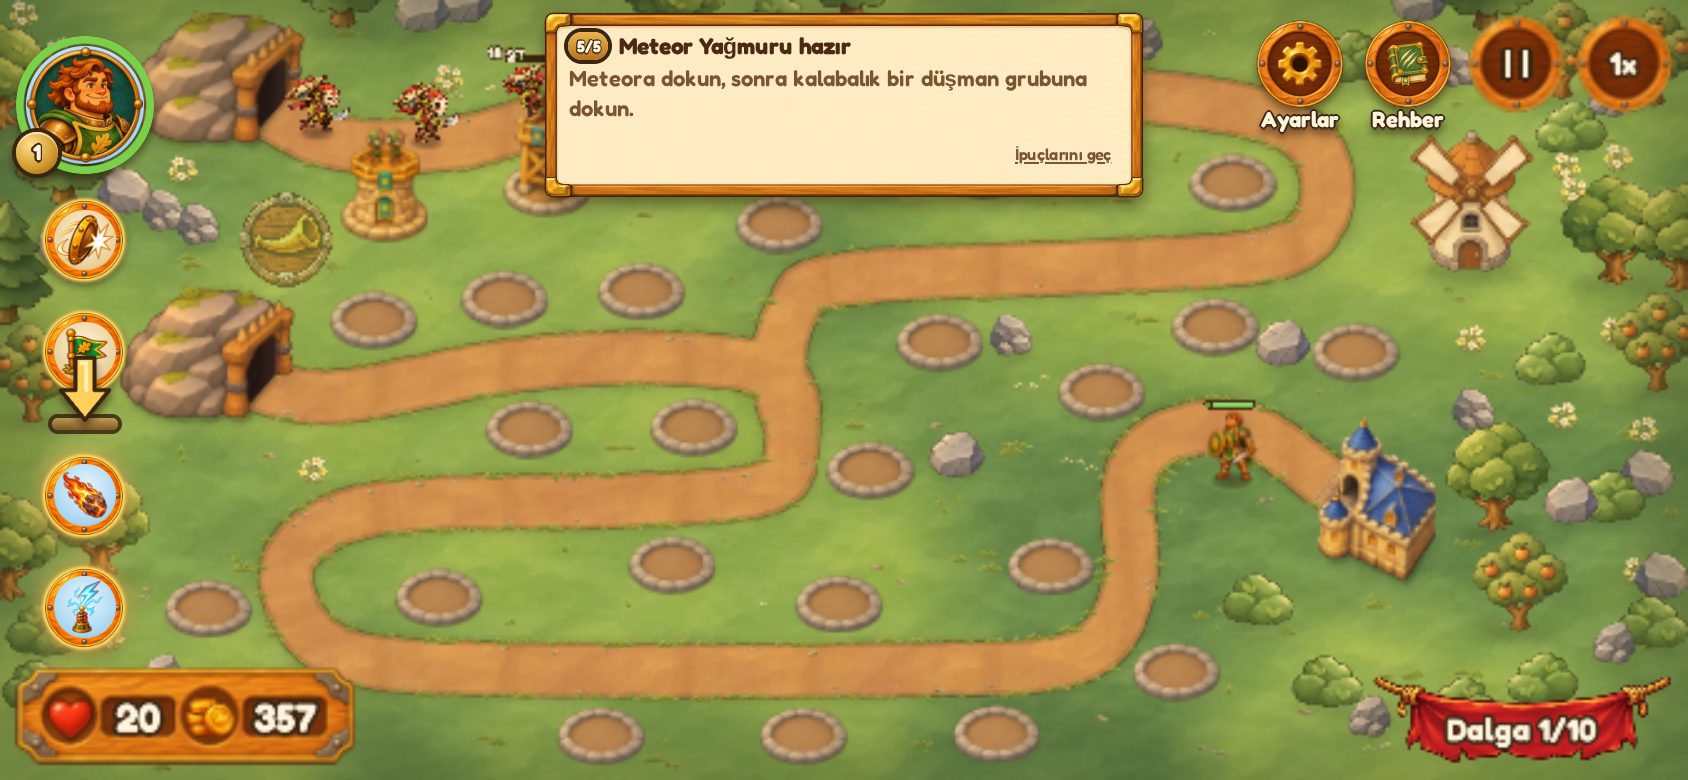 5/5 Meteor Yağmuru hazır
Meteora dokun, sonra kalabalık bir düşman grubuna
dokun.
İpuçlarını geç
1x
Ayarlar
Rehber
1
20
357
Dalga 1/10